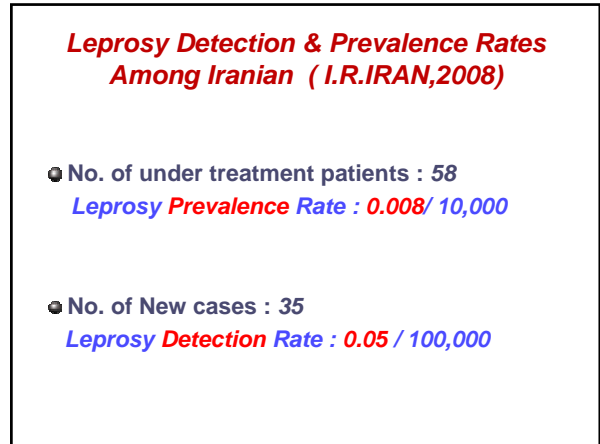 Leprosy Detection & Prevalence Rates
Among Iranian ( I.R.IRAN,2008)
No. of under treatment patients : 58
Leprosy Prevalence Rate : 0.008/ 10,000
No. of New cases : 35
Leprosy Detection Rate : 0.05 / 100,000